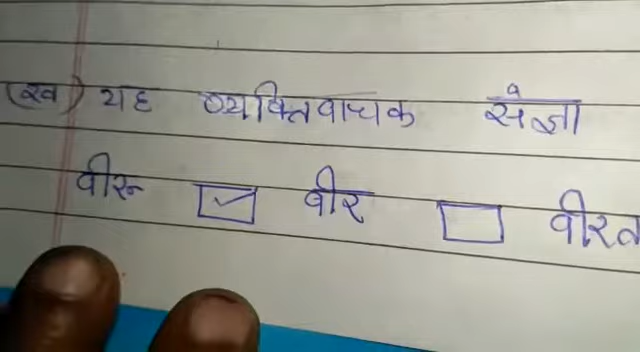 (ख) यह व्यक्तिवाचक संज्ञा
वीरू ☑ वीर ☐ वीरत